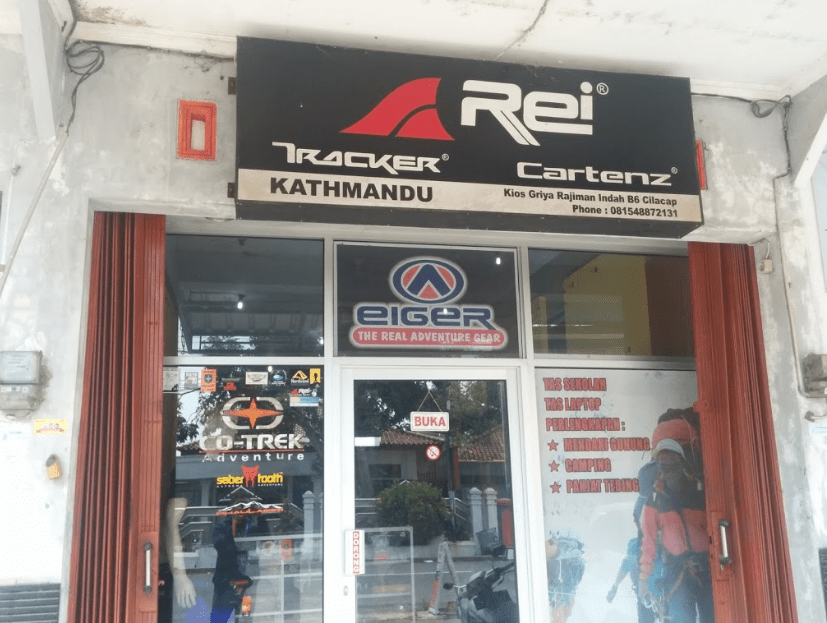 Rei®
TRACKER®
Cartenz®
KATHMANDU
Kios Griya Rajiman Indah B6 Cilacap
Phone : 081548872131
EIGER
THE REAL ADVENTURE GEAR
CO-TREK
Adventure
sabertooth
BUKA
TAS SEKOLAH
TAS LAPTOP
PERLENGKAPAN :
★ MENDAKI GUNUNG
★ CAMPING
★ PANJAT TEBING